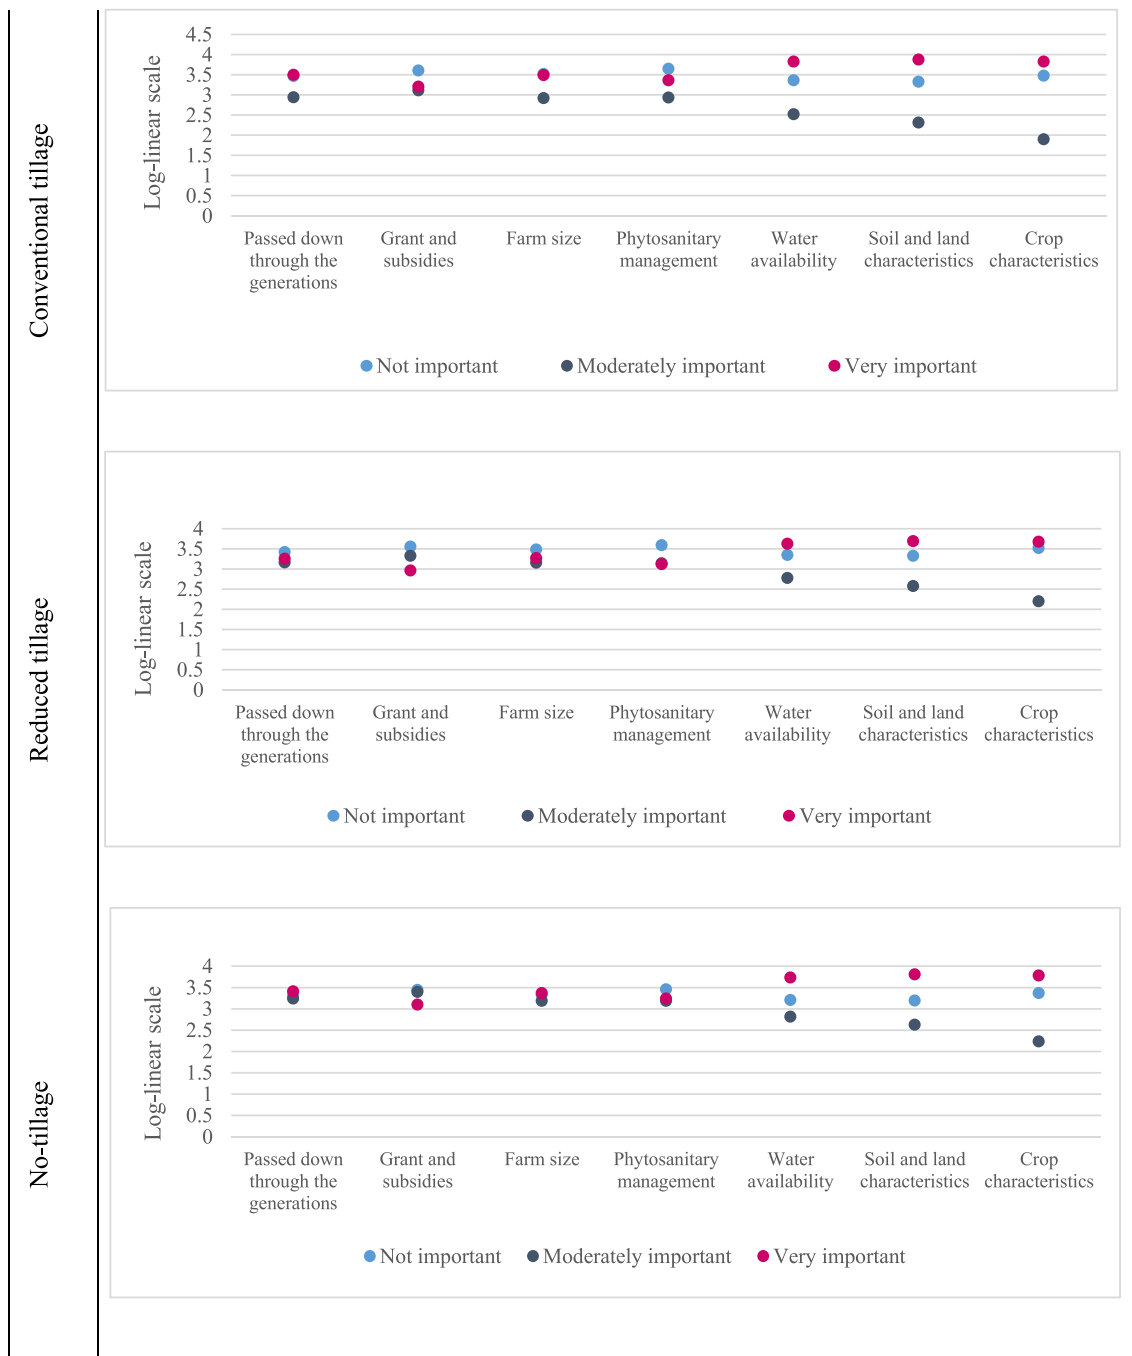 Conventional tillage
Log-linear scale
4.5
4
3.5
3
2.5
2
1.5
1
0.5
0
Passed down through the generations
Grant and subsidies
Farm size
Phytosanitary management
Water availability
Soil and land characteristics
Crop characteristics
Not important
Moderately important
Very important
Reduced tillage
Log-linear scale
4
3.5
3
2.5
2
1.5
1
0.5
0
Passed down through the generations
Grant and subsidies
Farm size
Phytosanitary management
Water availability
Soil and land characteristics
Crop characteristics
Not important
Moderately important
Very important
No-tillage
Log-linear scale
4
3.5
3
2.5
2
1.5
1
0.5
0
Passed down through the generations
Grant and subsidies
Farm size
Phytosanitary management
Water availability
Soil and land characteristics
Crop characteristics
Not important
Moderately important
Very important